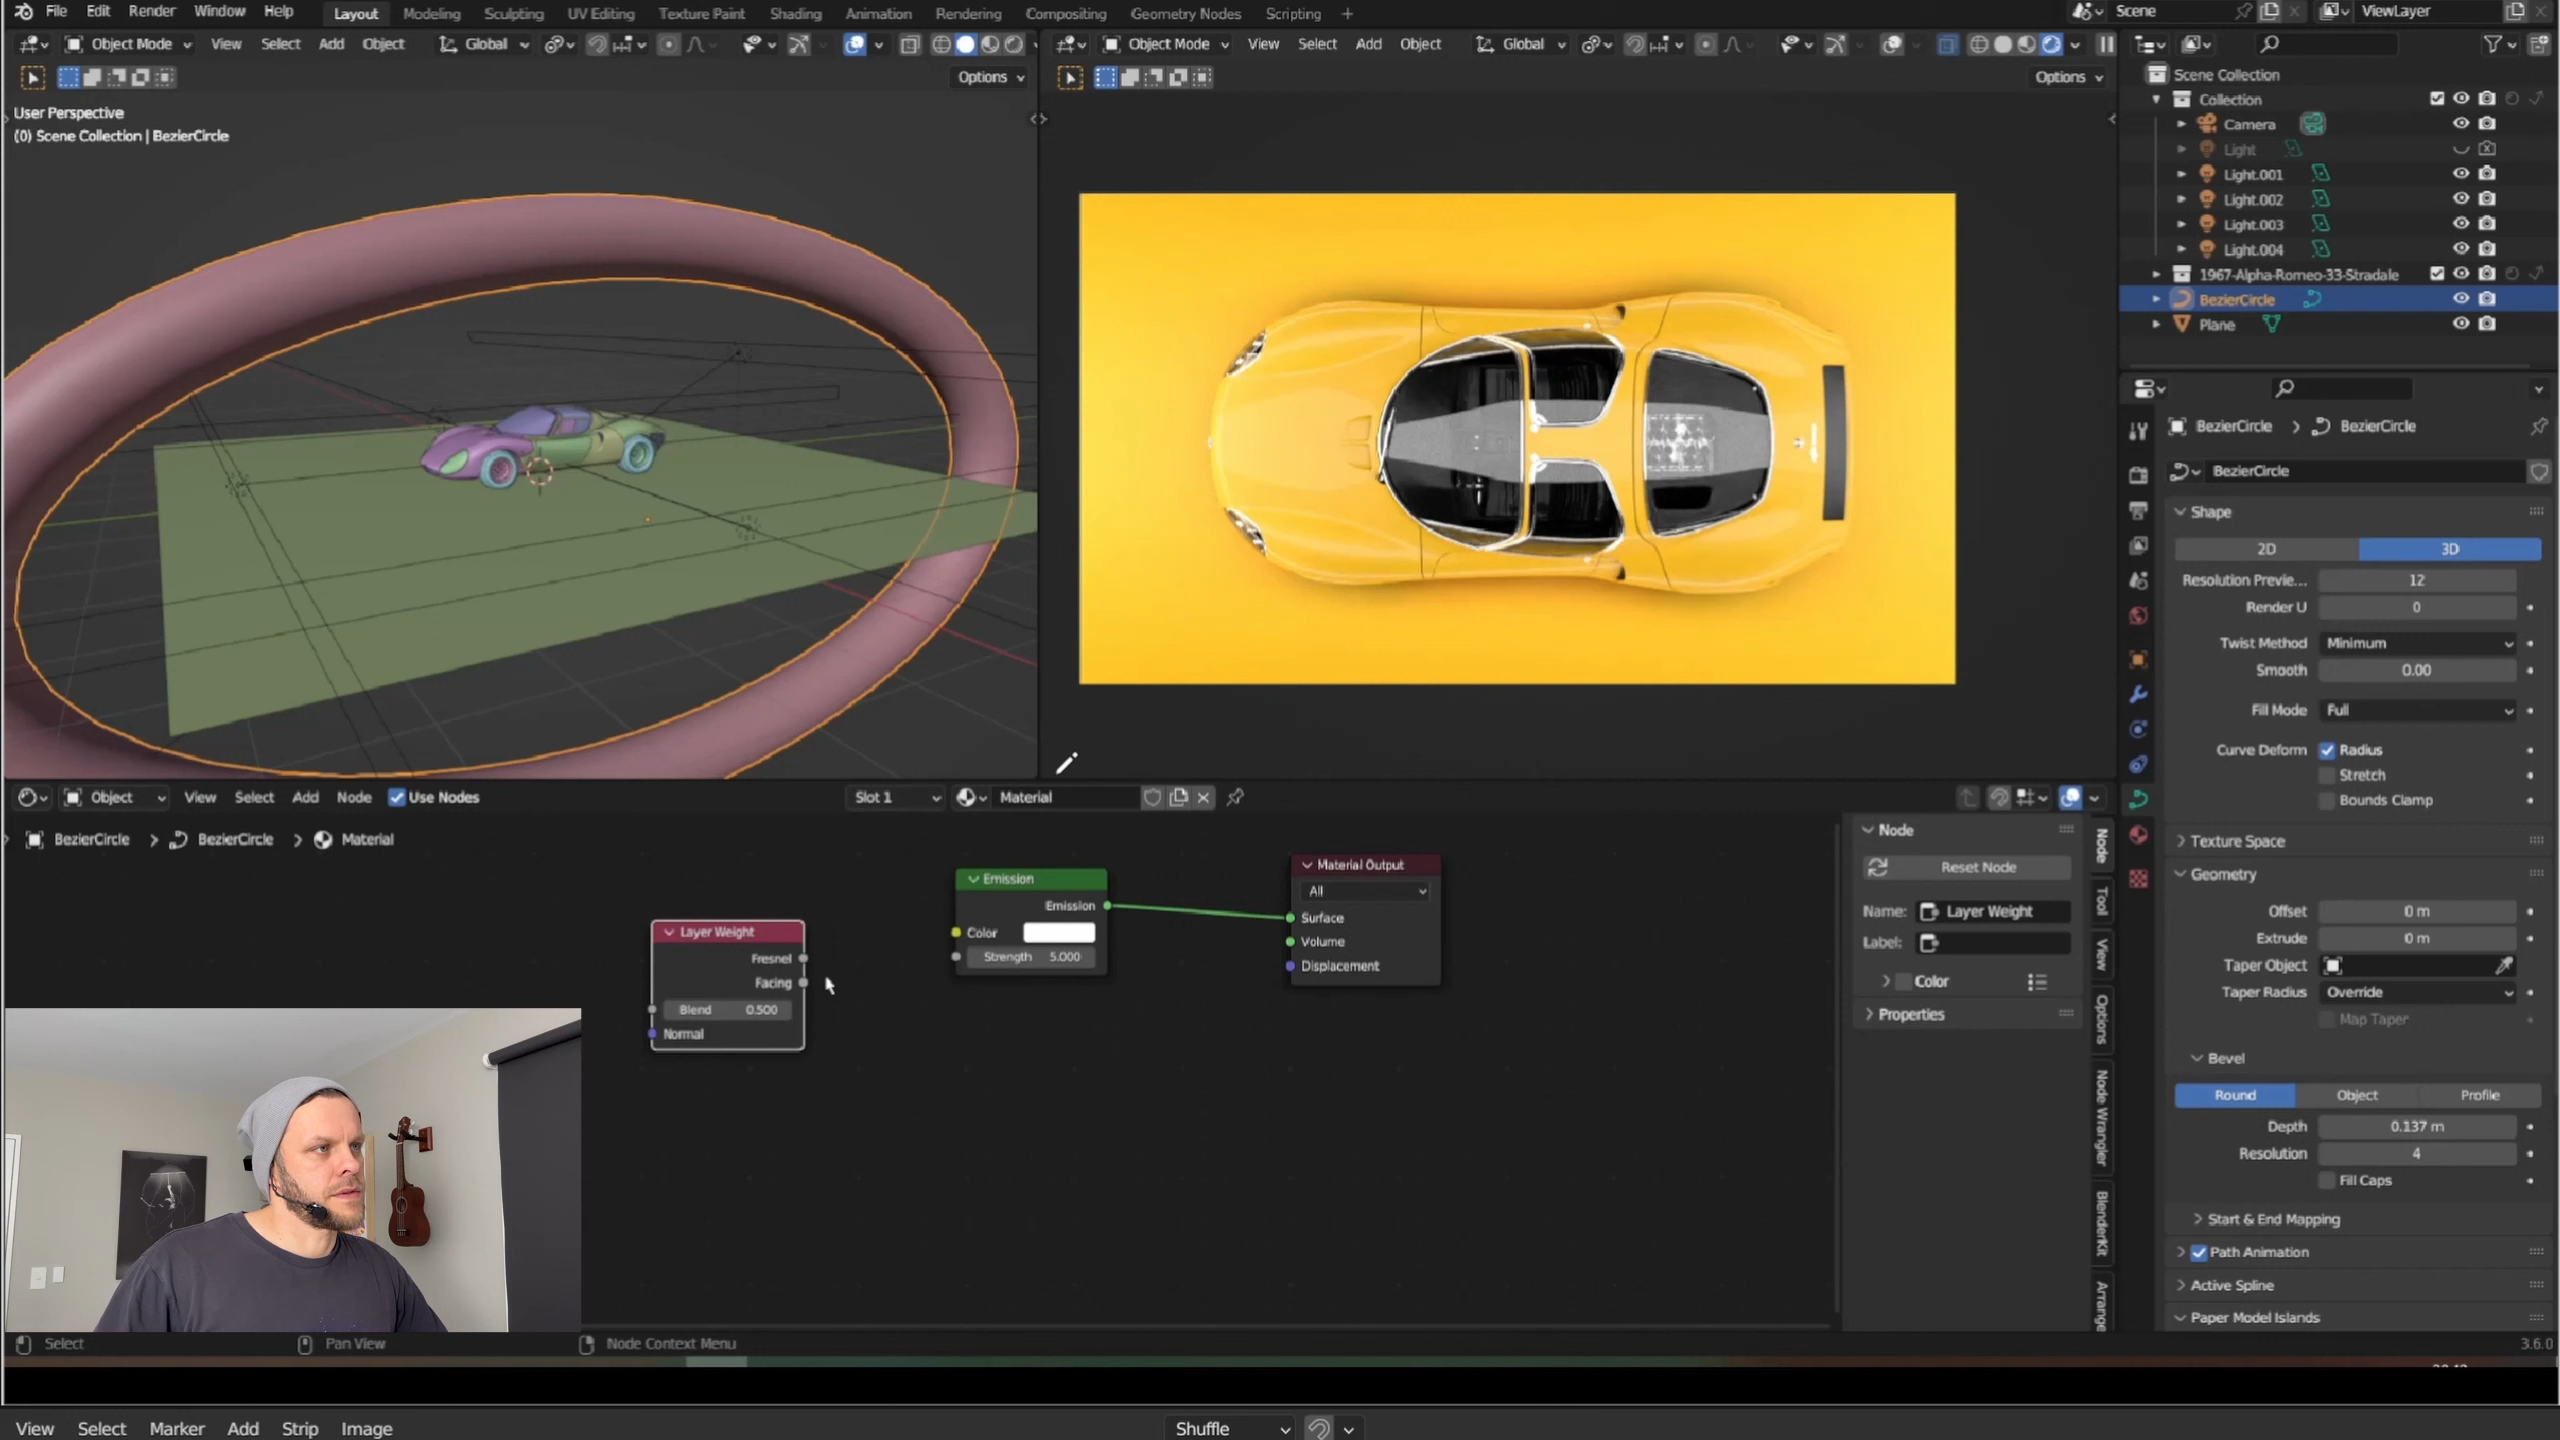 File Edit Render Window Help Layout Modeling Sculpting UV Editing Texture Paint Shading Animation Rendering Compositing Geometry Nodes Scripting + Scene ViewLayer
Object Mode View Select Add Object Global
Object Mode View Select Add Object Global
Options
Options
User Perspective
(0) Scene Collection | BezierCircle
Scene Collection
Collection
Camera
Light
Light.001
Light.002
Light.003
Light.004
1967-Alpha-Romeo-33-Stradale
BezierCircle
Plane
BezierCircle > BezierCircle
BezierCircle
Shape
2D 3D
Resolution Previe... 12
Render U 0
Twist Method Minimum
Smooth 0.00
Fill Mode Full
Curve Deform Radius
Stretch
Bounds Clamp
Texture Space
Geometry
Offset 0 m
Extrude 0 m
Taper Object
Taper Radius Override
Map Taper
Bevel
Round Object Profile
Depth 0.137 m
Resolution 4
Fill Caps
Start & End Mapping
Path Animation
Active Spline
Paper Model Islands
Object View Select Add Node Use Nodes Slot 1 Material
BezierCircle > BezierCircle > Material
Layer Weight
Fresnel
Facing
Blend 0.500
Normal
Emission
Emission
Color
Strength 5.000
Material Output
All
Surface
Volume
Displacement
Node
Reset Node
Name: Layer Weight
Label:
Color
Properties
Node
Tool
View
Options
Node Wrangler
BlenderKit
Arrange
Select Pan View Node Context Menu 3.6.0
View Select Marker Add Strip Image Shuffle